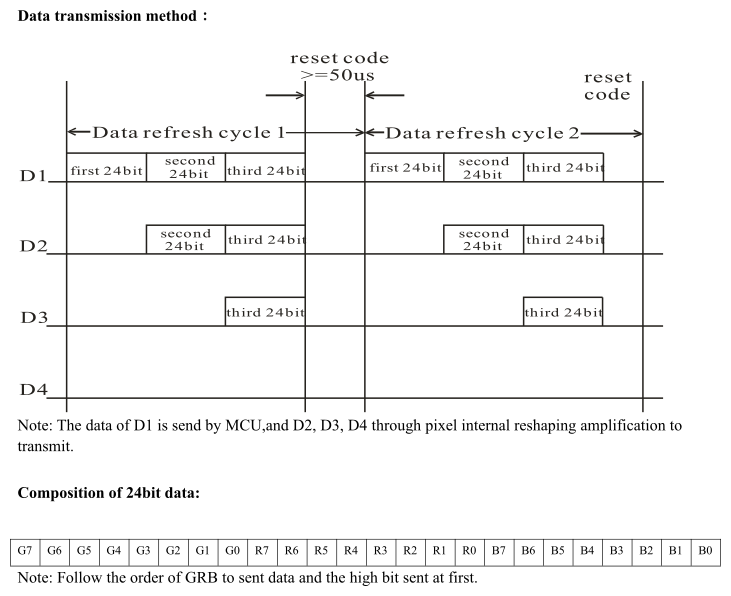 Data transmission method：
reset code
>=50us
reset
code
Data refresh cycle 1
Data refresh cycle 2
D1
first 24bit
second
24bit
third 24bit
first 24bit
second
24bit
third 24bit
D2
second
24bit
third 24bit
second
24bit
third 24bit
D3
third 24bit
third 24bit
D4
Note: The data of D1 is send by MCU,and D2, D3, D4 through pixel internal reshaping amplification to
transmit.
Composition of 24bit data:
G7 G6 G5 G4 G3 G2 G1 G0 R7 R6 R5 R4 R3 R2 R1 R0 B7 B6 B5 B4 B3 B2 B1 B0
Note: Follow the order of GRB to sent data and the high bit sent at first.